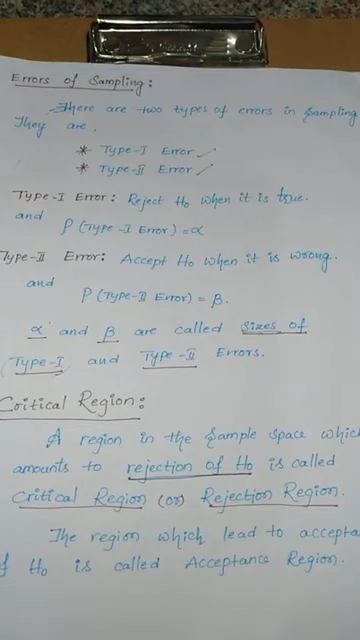 Errors of Sampling:
There are two types of errors in Sampling
They are,
* Type-I Error
* Type-II Error
Type-I Error: Reject H0 when it is true.
and
P(Type-I Error) = α
Type-II Error: Accept H0 when it is wrong.
and
P(Type-II Error) = β.
α and β are called Sizes of
Type-I and Type-II Errors.
Critical Region:
A region in the Sample space which
amounts to rejection of H0 is called
Critical Region (or) Rejection Region.
The region which lead to accepta
of H0 is called Acceptance Region.